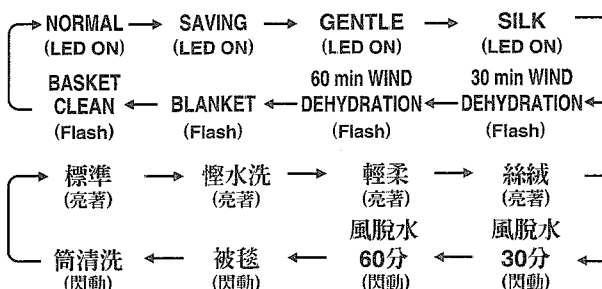 NORMAL SAVING GENTLE SILK
(LED ON) (LED ON) (LED ON) (LED ON)
BASKET 60 min WIND 30 min WIND
CLEAN BLANKET DEHYDRATION DEHYDRATION
(Flash) (Flash) (Flash) (Flash)
標準 慳水洗 輕柔 絲絨
(亮著) (亮著) (亮著) (亮著)
風脫水 風脫水
筒清洗 被毯 60分 30分
(閃動) (閃動) (閃動) (閃動)